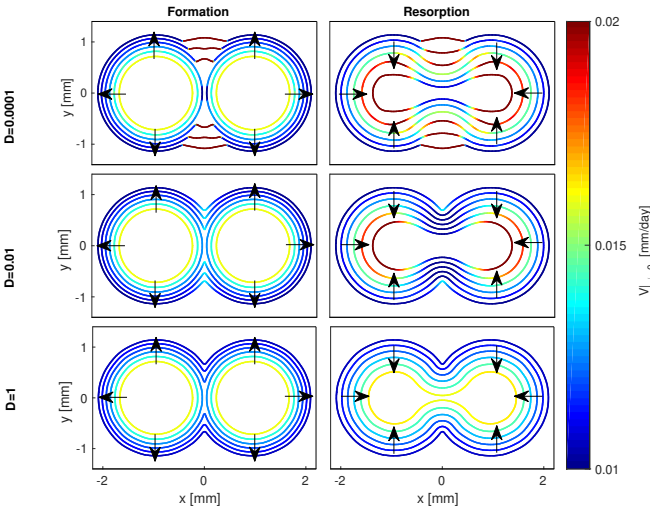 Formation
Resorption
D=0.0001
y [mm]
1
0
-1
D=0.01
y [mm]
1
0
-1
D=1
y [mm]
1
0
-1
-2
0
2
x [mm]
-2
0
2
x [mm]
0.02
0.015
0.01
[mm/day]